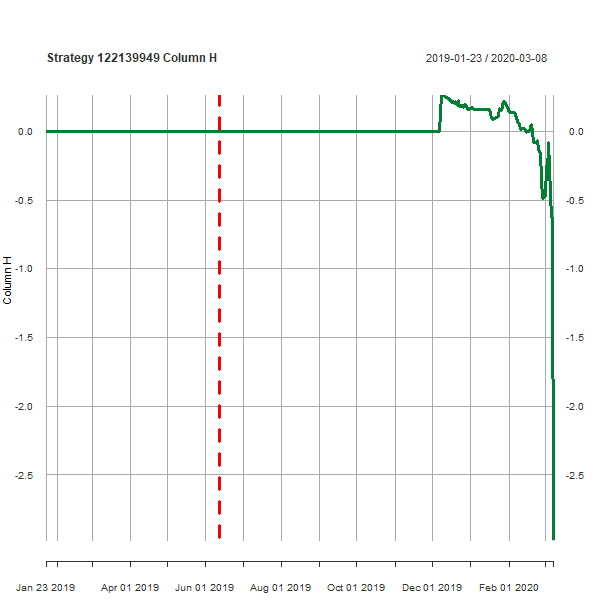 Strategy 122139949 Column H
2019-01-23 / 2020-03-08
0.0
0.0
-0.5
-0.5
-1.0
-1.0
-1.5
-1.5
-2.0
-2.0
-2.5
-2.5
Column H
Jan 23 2019
Apr 01 2019
Jun 01 2019
Aug 01 2019
Oct 01 2019
Dec 01 2019
Feb 01 2020